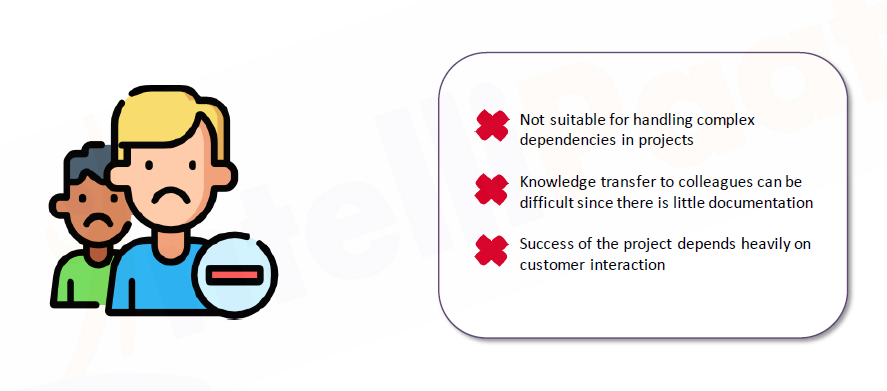 Not suitable for handling complex
dependencies in projects
Knowledge transfer to colleagues can be
difficult since there is little documentation
Success of the project depends heavily on
customer interaction